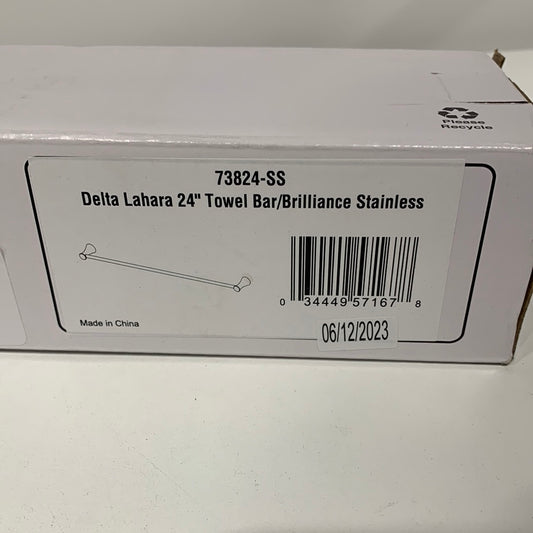 Please
Recycle
73824-SS
Delta Lahara 24" Towel Bar/Brilliance Stainless
0 34449 57167 8
Made in China
06/12/2023